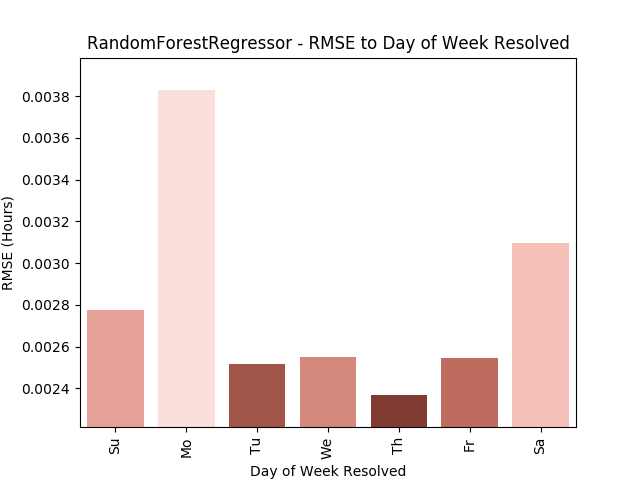 RandomForestRegressor - RMSE to Day of Week Resolved
0.0038
0.0036
0.0034
0.0032
0.0030
0.0028
0.0026
0.0024
RMSE (Hours)
Su
Mo
Tu
We
Th
Fr
Sa
Day of Week Resolved